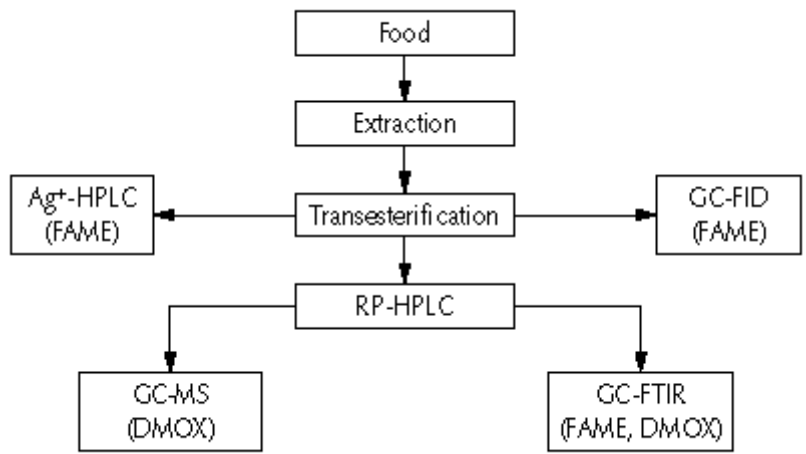 Food
Extraction
Ag⁺-HPLC
(FAME)
Transesterification
GC-FID
(FAME)
RP-HPLC
GC-MS
(DMOX)
GC-FTIR
(FAME, DMOX)